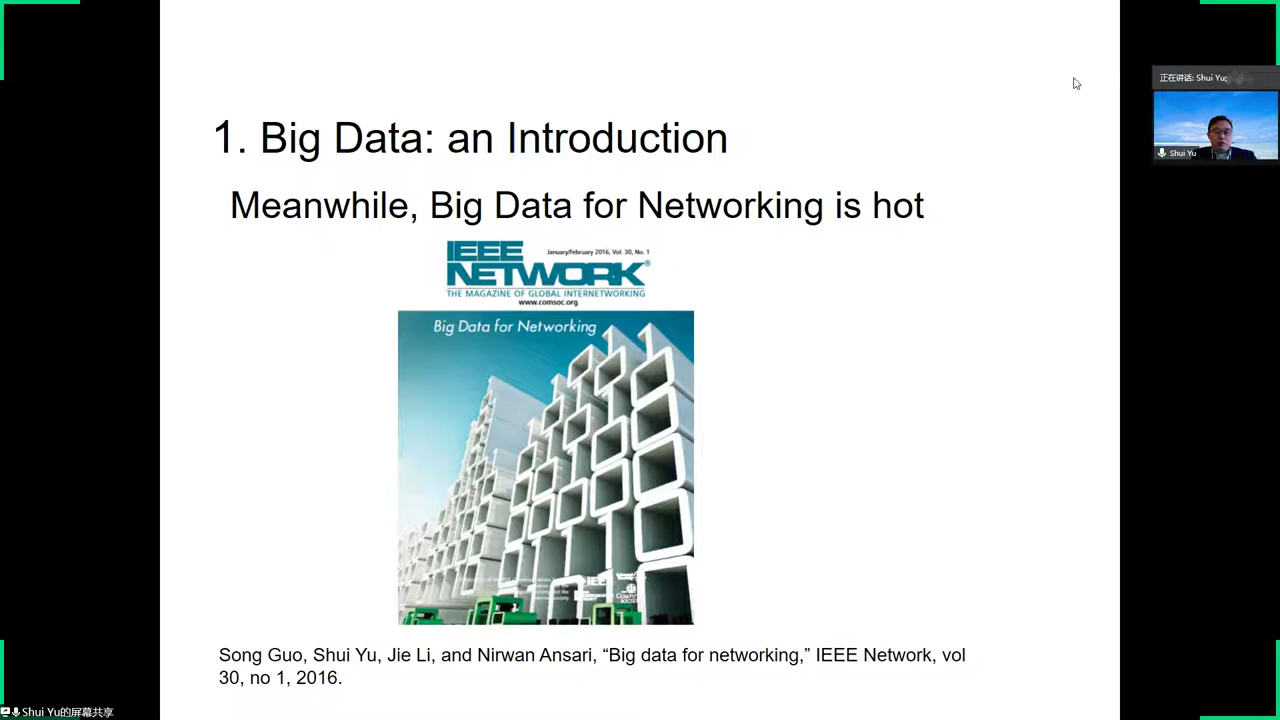 1. Big Data: an Introduction
Meanwhile, Big Data for Networking is hot
January/February 2016, Vol. 30, No. 1
IEEE
NETWORK®
THE MAGAZINE OF GLOBAL INTERNETWORKING
www.comsoc.org
Big Data for Networking
IEEE
Song Guo, Shui Yu, Jie Li, and Nirwan Ansari, “Big data for networking,” IEEE Network, vol
30, no 1, 2016.
正在讲话: Shui Yu;
Shui Yu
Shui Yu的屏幕共享